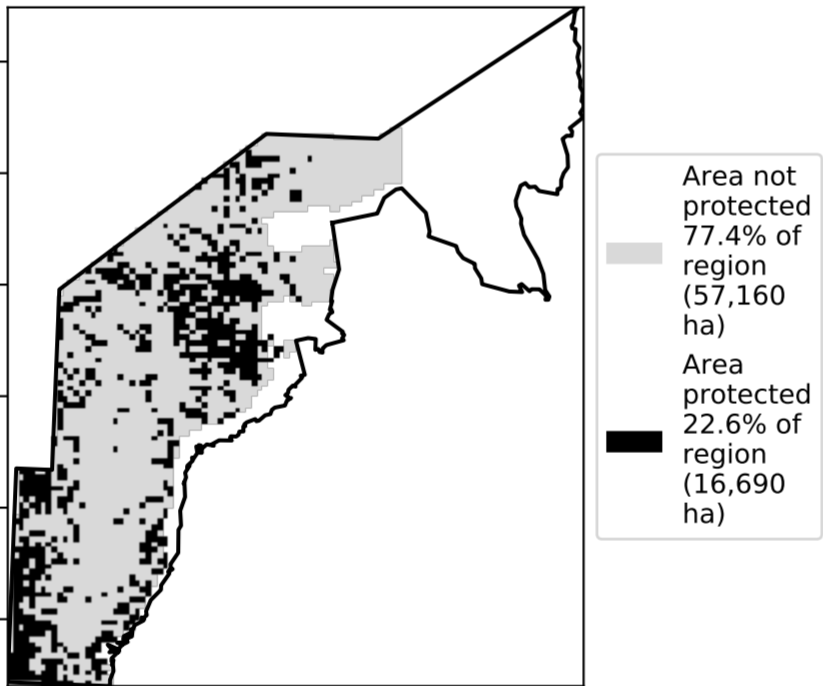 Area not
protected
77.4% of
region
(57,160
ha)
Area
protected
22.6% of
region
(16,690
ha)